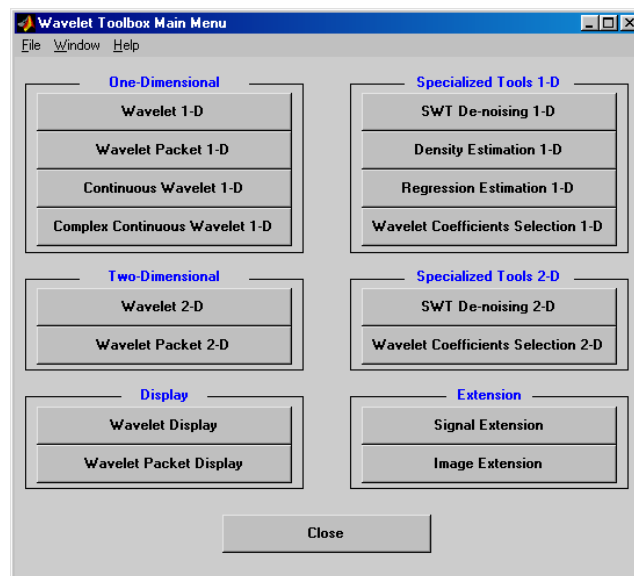 Wavelet Toolbox Main Menu
File Window Help
One-Dimensional
Wavelet 1-D
Wavelet Packet 1-D
Continuous Wavelet 1-D
Complex Continuous Wavelet 1-D
Specialized Tools 1-D
SWT De-noising 1-D
Density Estimation 1-D
Regression Estimation 1-D
Wavelet Coefficients Selection 1-D
Two-Dimensional
Wavelet 2-D
Wavelet Packet 2-D
Specialized Tools 2-D
SWT De-noising 2-D
Wavelet Coefficients Selection 2-D
Display
Wavelet Display
Wavelet Packet Display
Extension
Signal Extension
Image Extension
Close